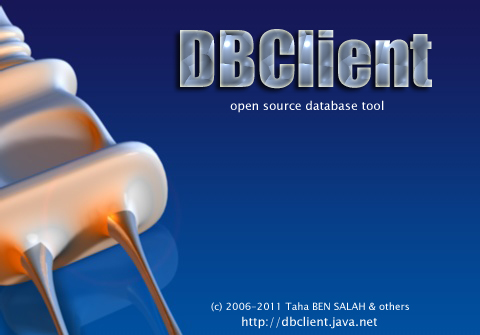 DBClient
open source database tool
(c) 2006-2011 Taha BEN SALAH & others
http://dbclient.java.net